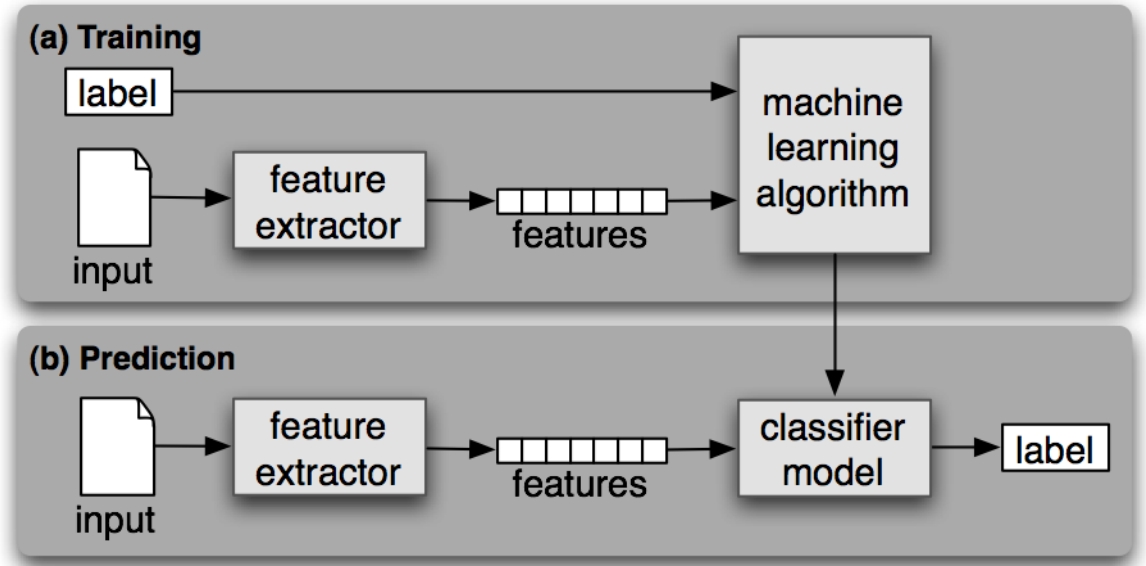 (a) Training
label
machine
learning
algorithm
feature
extractor
features
input
(b) Prediction
feature
extractor
features
classifier
model
label
input